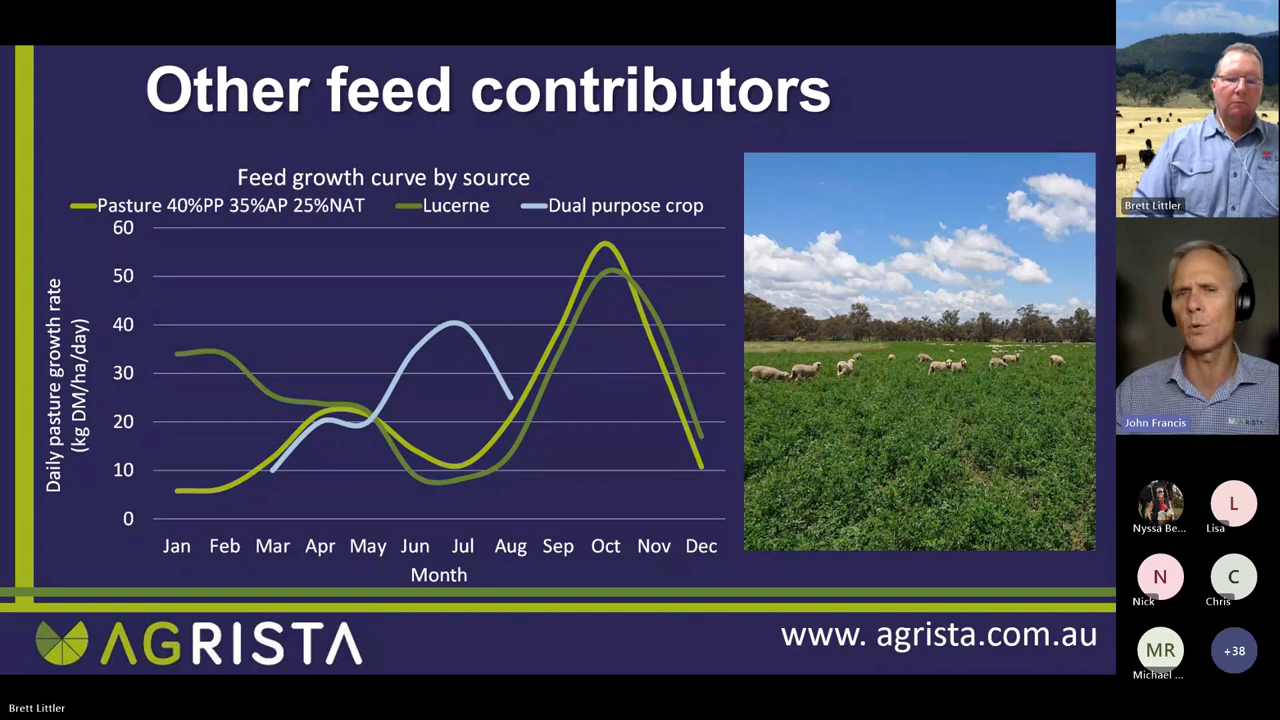 Other feed contributors
Feed growth curve by source
Pasture 40%PP 35%AP 25%NAT
Lucerne
Dual purpose crop
Daily pasture growth rate
(kg DM/ha/day)
60
50
40
30
20
10
0
Jan Feb Mar Apr May Jun Jul Aug Sep Oct Nov Dec
Month
AGRISTA
www. agrista.com.au
Brett Littler
Brett Littler
John Francis
Nyssa Be...
L
Lisa
N
Nick
C
Chris
MR
Michael ...
+38